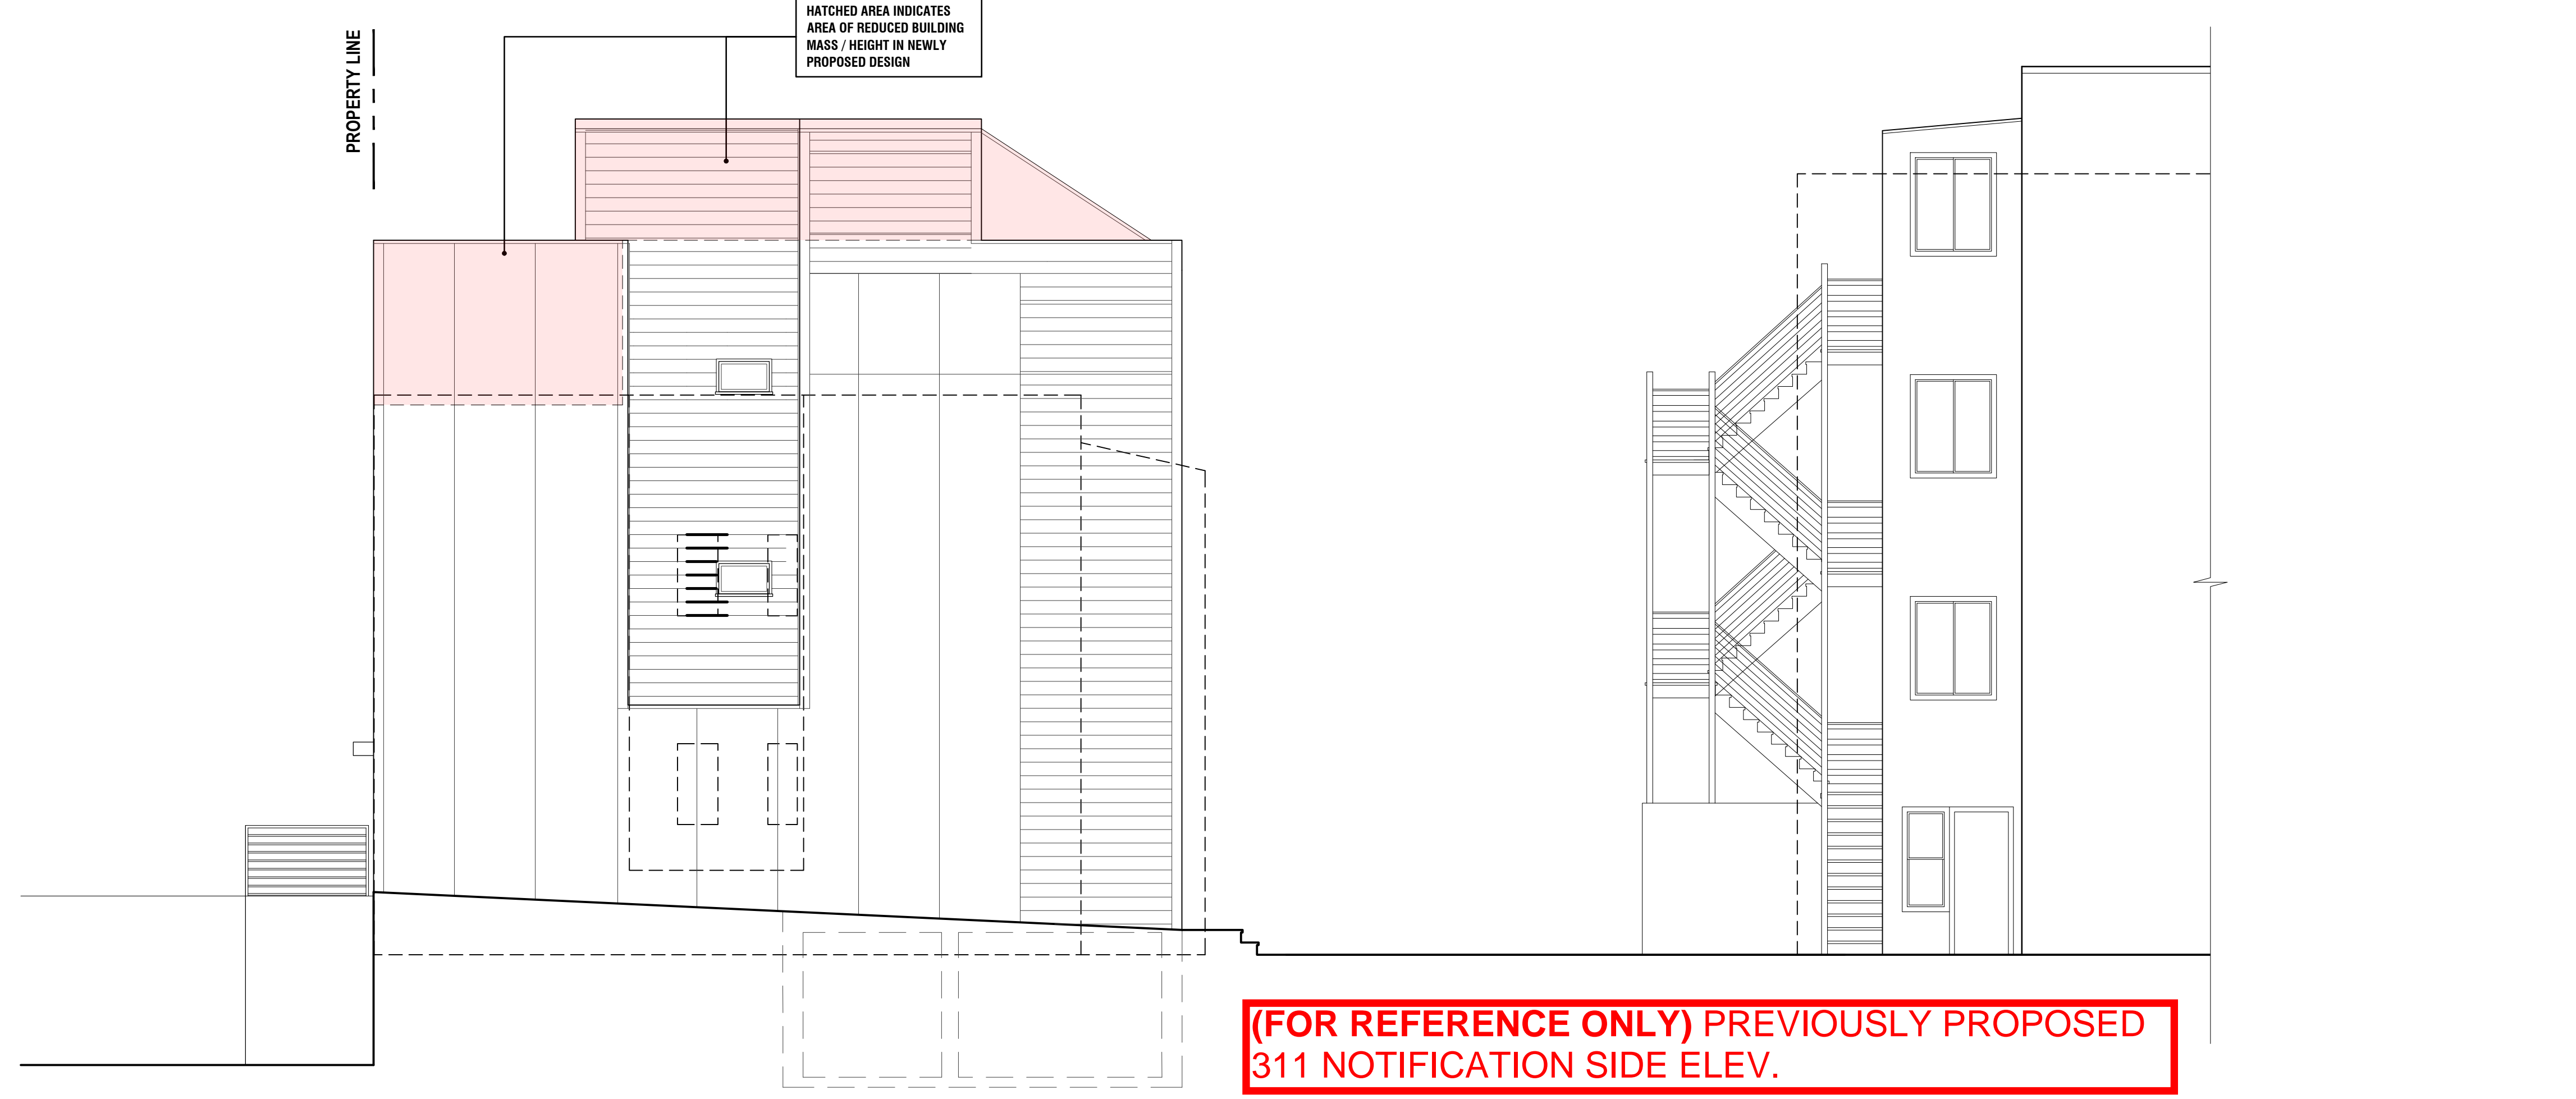 HATCHED AREA INDICATES
AREA OF REDUCED BUILDING
MASS / HEIGHT IN NEWLY
PROPOSED DESIGN
PROPERTY LINE
(FOR REFERENCE ONLY) PREVIOUSLY PROPOSED
311 NOTIFICATION SIDE ELEV.